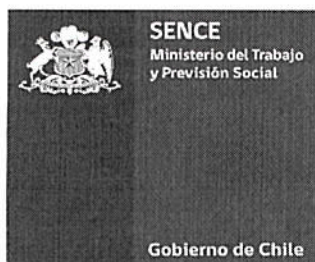 SENCE
Ministerio del Trabajo
y Previsión Social
Gobierno de Chile